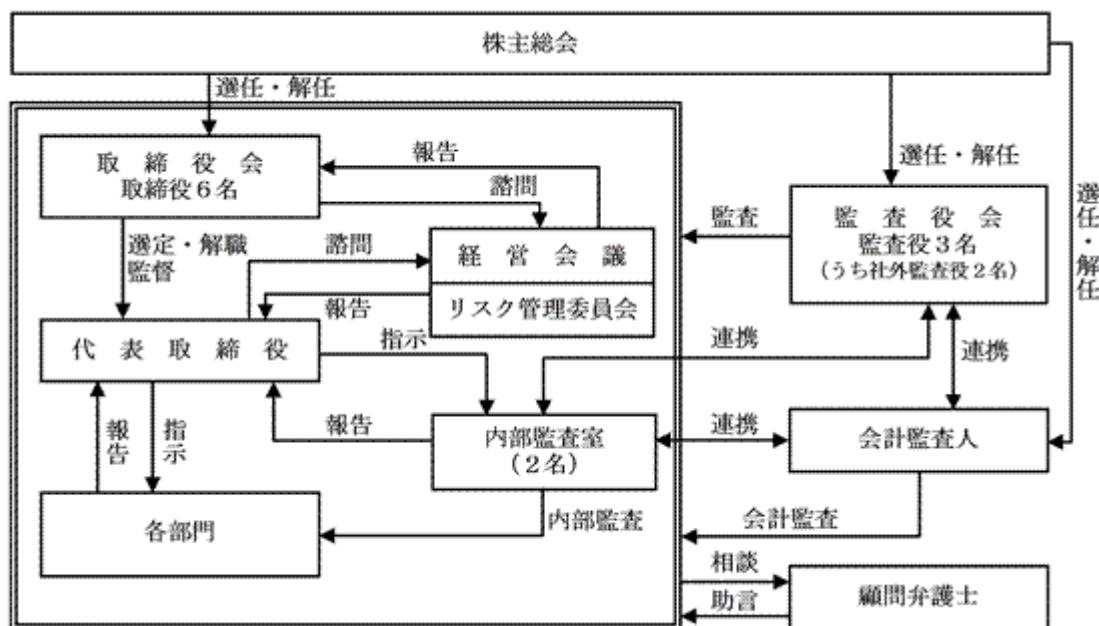 株主総会
選任・解任
取締役会
取締役6名
報告
諮問
選任・解任
監査役会
監査役3名
(うち社外監査役2名)
選任・解任
監査
選定・解職
監督
諮問
経営会議
リスク管理委員会
報告
代表取締役
指示
連携
連携
報告
指示
報告
内部監査室
(2名)
連携
会計監査人
各部門
内部監査
会計監査
相談
助言
顧問弁護士